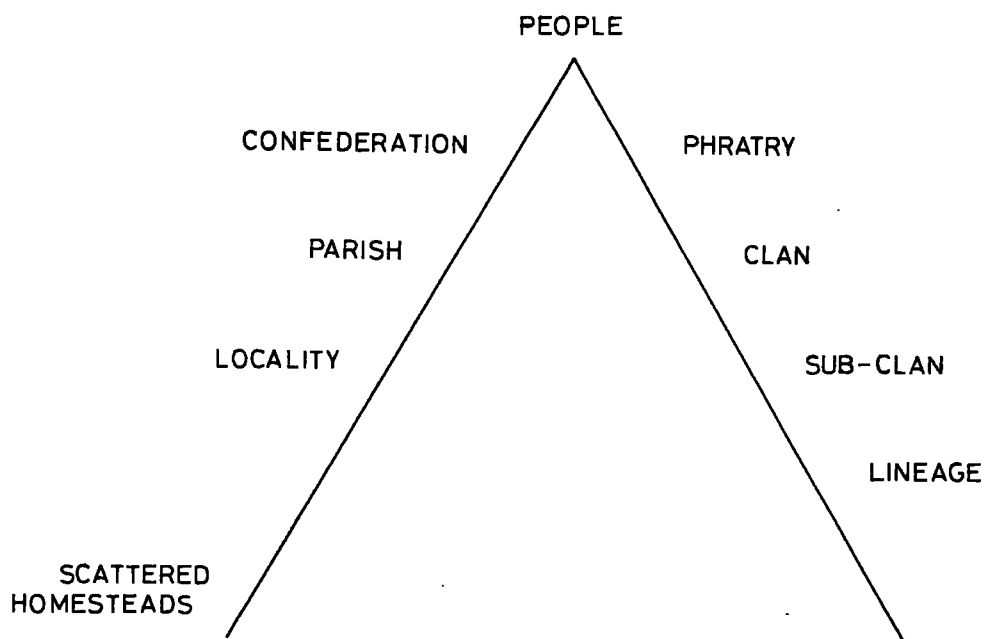 PEOPLE
CONFEDERATION
PHRATRY
PARISH
CLAN
LOCALITY
SUB-CLAN
LINEAGE
SCATTERED
HOMESTEADS